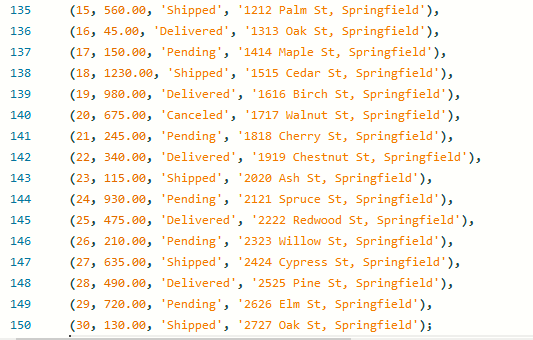 135 (15, 560.00, 'Shipped', '1212 Palm St, Springfield'),
136 (16, 45.00, 'Delivered', '1313 Oak St, Springfield'),
137 (17, 150.00, 'Pending', '1414 Maple St, Springfield'),
138 (18, 1230.00, 'Shipped', '1515 Cedar St, Springfield'),
139 (19, 980.00, 'Delivered', '1616 Birch St, Springfield'),
140 (20, 675.00, 'Canceled', '1717 Walnut St, Springfield'),
141 (21, 245.00, 'Pending', '1818 Cherry St, Springfield'),
142 (22, 340.00, 'Delivered', '1919 Chestnut St, Springfield'),
143 (23, 115.00, 'Shipped', '2020 Ash St, Springfield'),
144 (24, 930.00, 'Pending', '2121 Spruce St, Springfield'),
145 (25, 475.00, 'Delivered', '2222 Redwood St, Springfield'),
146 (26, 210.00, 'Pending', '2323 Willow St, Springfield'),
147 (27, 635.00, 'Shipped', '2424 Cypress St, Springfield'),
148 (28, 490.00, 'Delivered', '2525 Pine St, Springfield'),
149 (29, 720.00, 'Pending', '2626 Elm St, Springfield'),
150 (30, 130.00, 'Shipped', '2727 Oak St, Springfield');